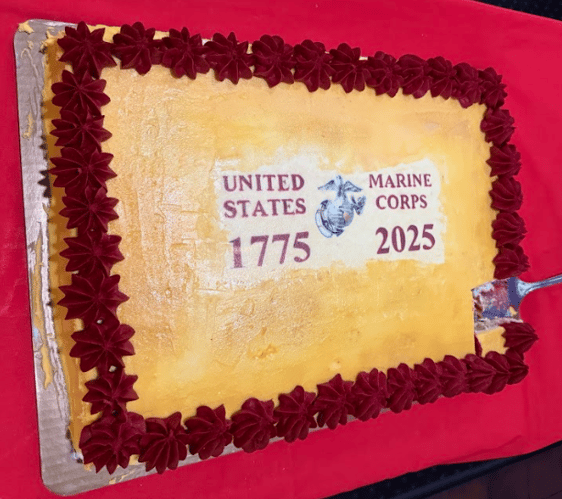 UNITED STATES
1775
MARINE CORPS
2025